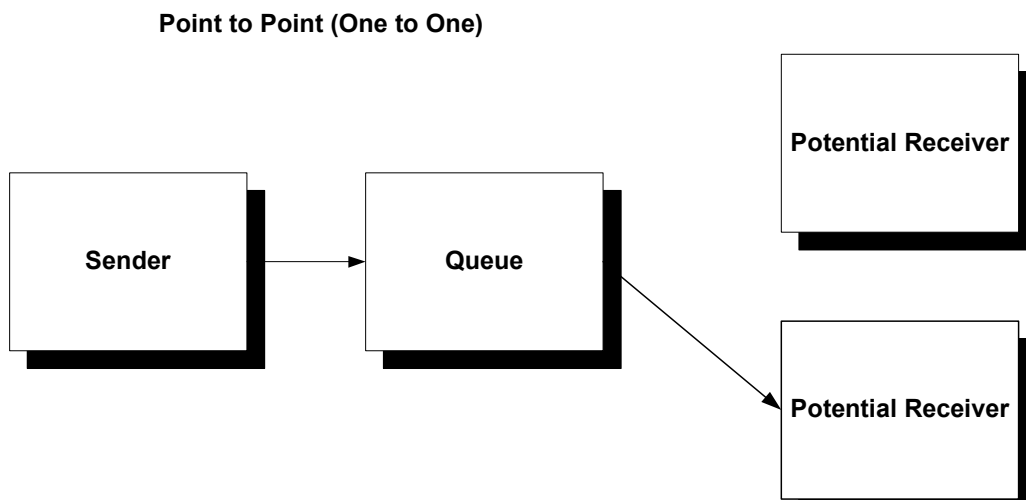 Point to Point (One to One)
Potential Receiver
Sender
Queue
Potential Receiver